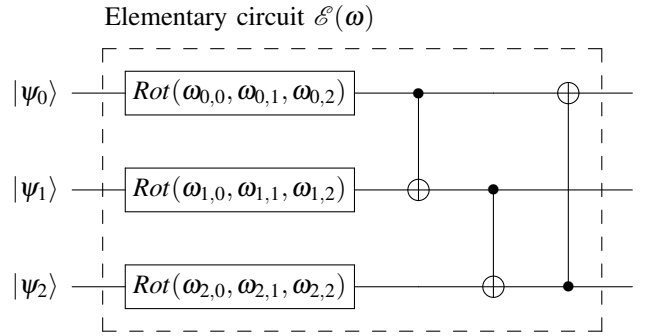 Elementary circuit ℰ(ω)
|ψ₀⟩ Rot(ω₀,₀, ω₀,₁, ω₀,₂)
|ψ₁⟩ Rot(ω₁,₀, ω₁,₁, ω₁,₂)
|ψ₂⟩ Rot(ω₂,₀, ω₂,₁, ω₂,₂)